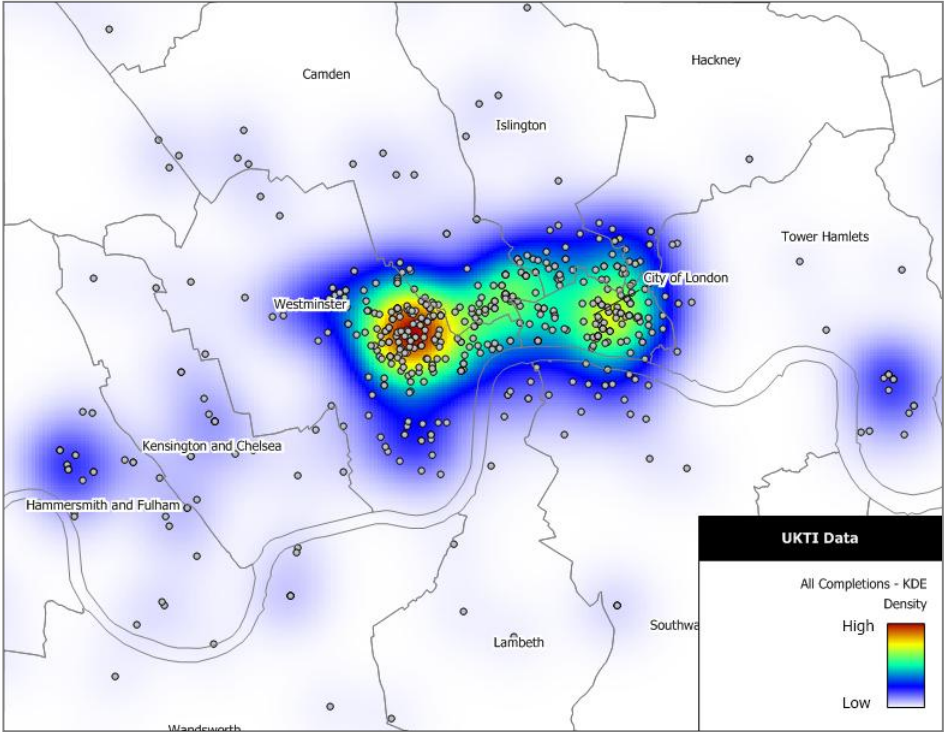 Camden
Hackney
Islington
Tower Hamlets
City of London
Westminster
Kensington and Chelsea
Hammersmith and Fulham
Lambeth
Southwa
Wandsworth
UKTI Data
All Completions - KDE
Density
High
Low